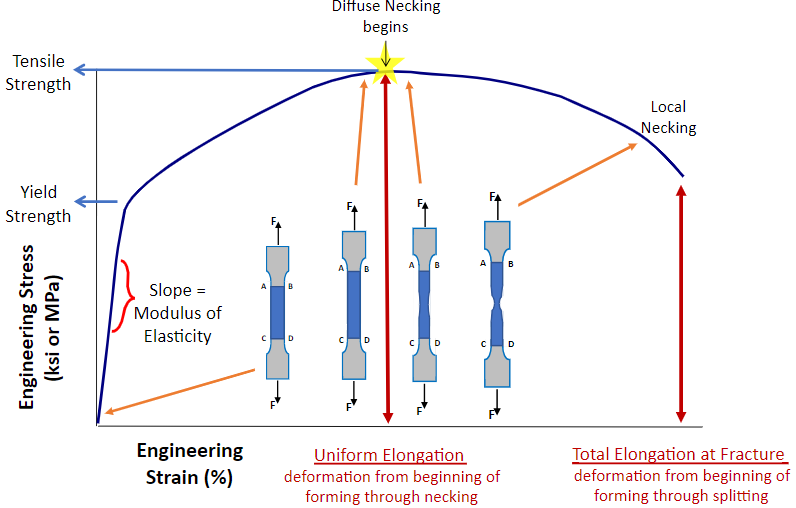 Diffuse Necking
begins
Tensile
Strength
Local
Necking
Yield
Strength
Engineering Stress
(ksi or MPa)
Slope =
Modulus of
Elasticity
F
F
F
F
A B
A B
A B
A B
C D
C D
C D
C D
F
F
F
F
Engineering
Strain (%)
Uniform Elongation
deformation from beginning of
forming through necking
Total Elongation at Fracture
deformation from beginning of
forming through splitting